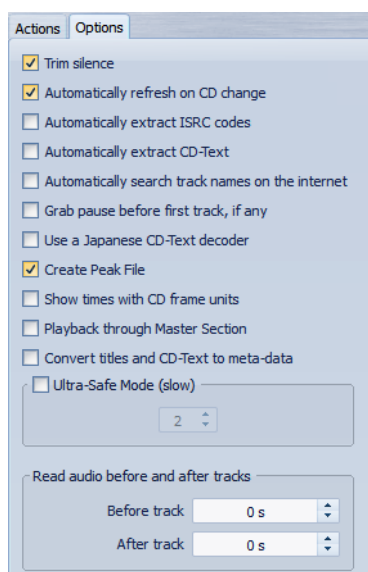 Actions Options
Trim silence
Automatically refresh on CD change
Automatically extract ISRC codes
Automatically extract CD-Text
Automatically search track names on the internet
Grab pause before first track, if any
Use a Japanese CD-Text decoder
Create Peak File
Show times with CD frame units
Playback through Master Section
Convert titles and CD-Text to meta-data
Ultra-Safe Mode (slow)
2
Read audio before and after tracks
Before track 0 s
After track 0 s